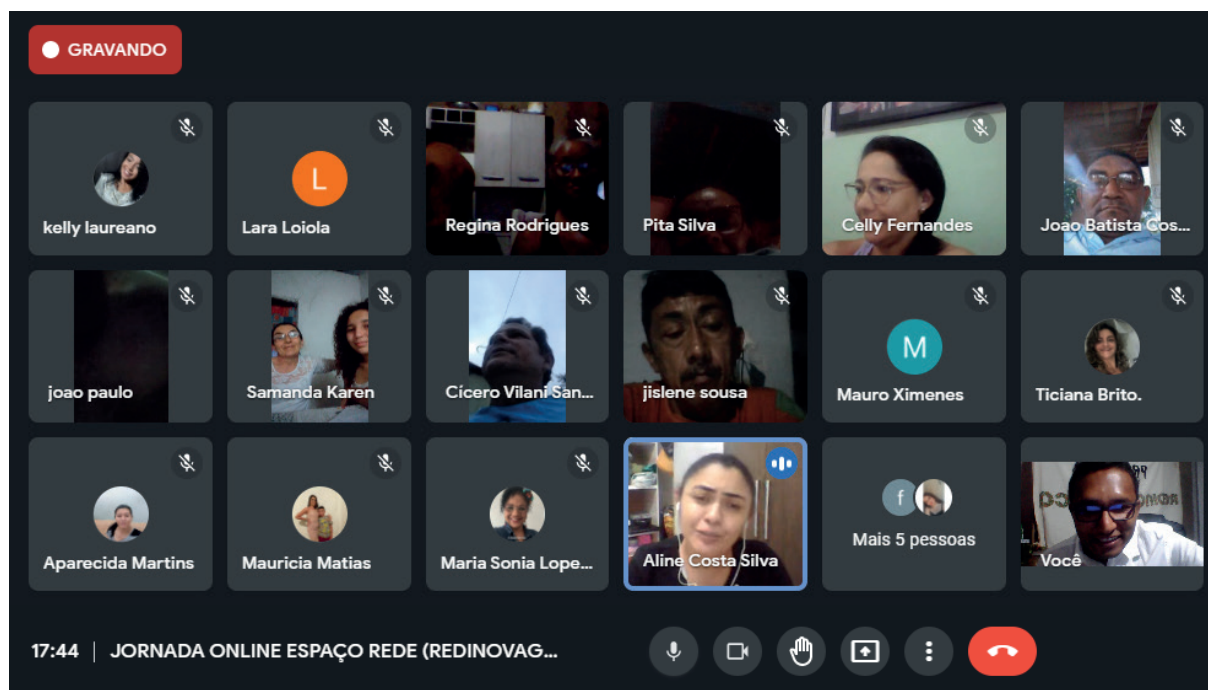 GRAVANDO
kelly laureano
L
Lara Loiola
Regina Rodrigues
Pita Silva
Celly Fernandes
Joao Batista Cos...
joao paulo
Samanda Karen
Cícero Vilani San...
jislene sousa
M
Mauro Ximenes
Ticiana Brito.
Aparecida Martins
Mauricia Matias
Maria Sonia Lope...
Aline Costa Silva
f
Mais 5 pessoas
Você
17:44 | JORNADA ONLINE ESPAÇO REDE (REDINOVAG...